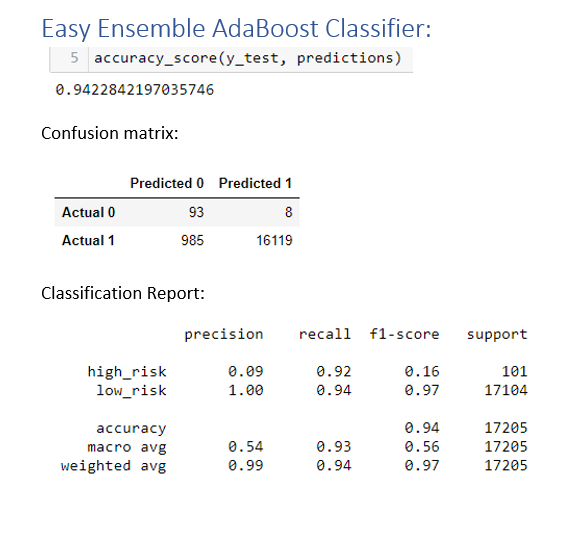 Easy Ensemble AdaBoost Classifier:
5 accuracy_score(y_test, predictions)
0.9422842197035746
Confusion matrix:
Predicted 0 Predicted 1
Actual 0 93 8
Actual 1 985 16119
Classification Report:
precision recall f1-score support
high_risk 0.09 0.92 0.16 101
low_risk 1.00 0.94 0.97 17104
accuracy 0.94 17205
macro avg 0.54 0.93 0.56 17205
weighted avg 0.99 0.94 0.97 17205